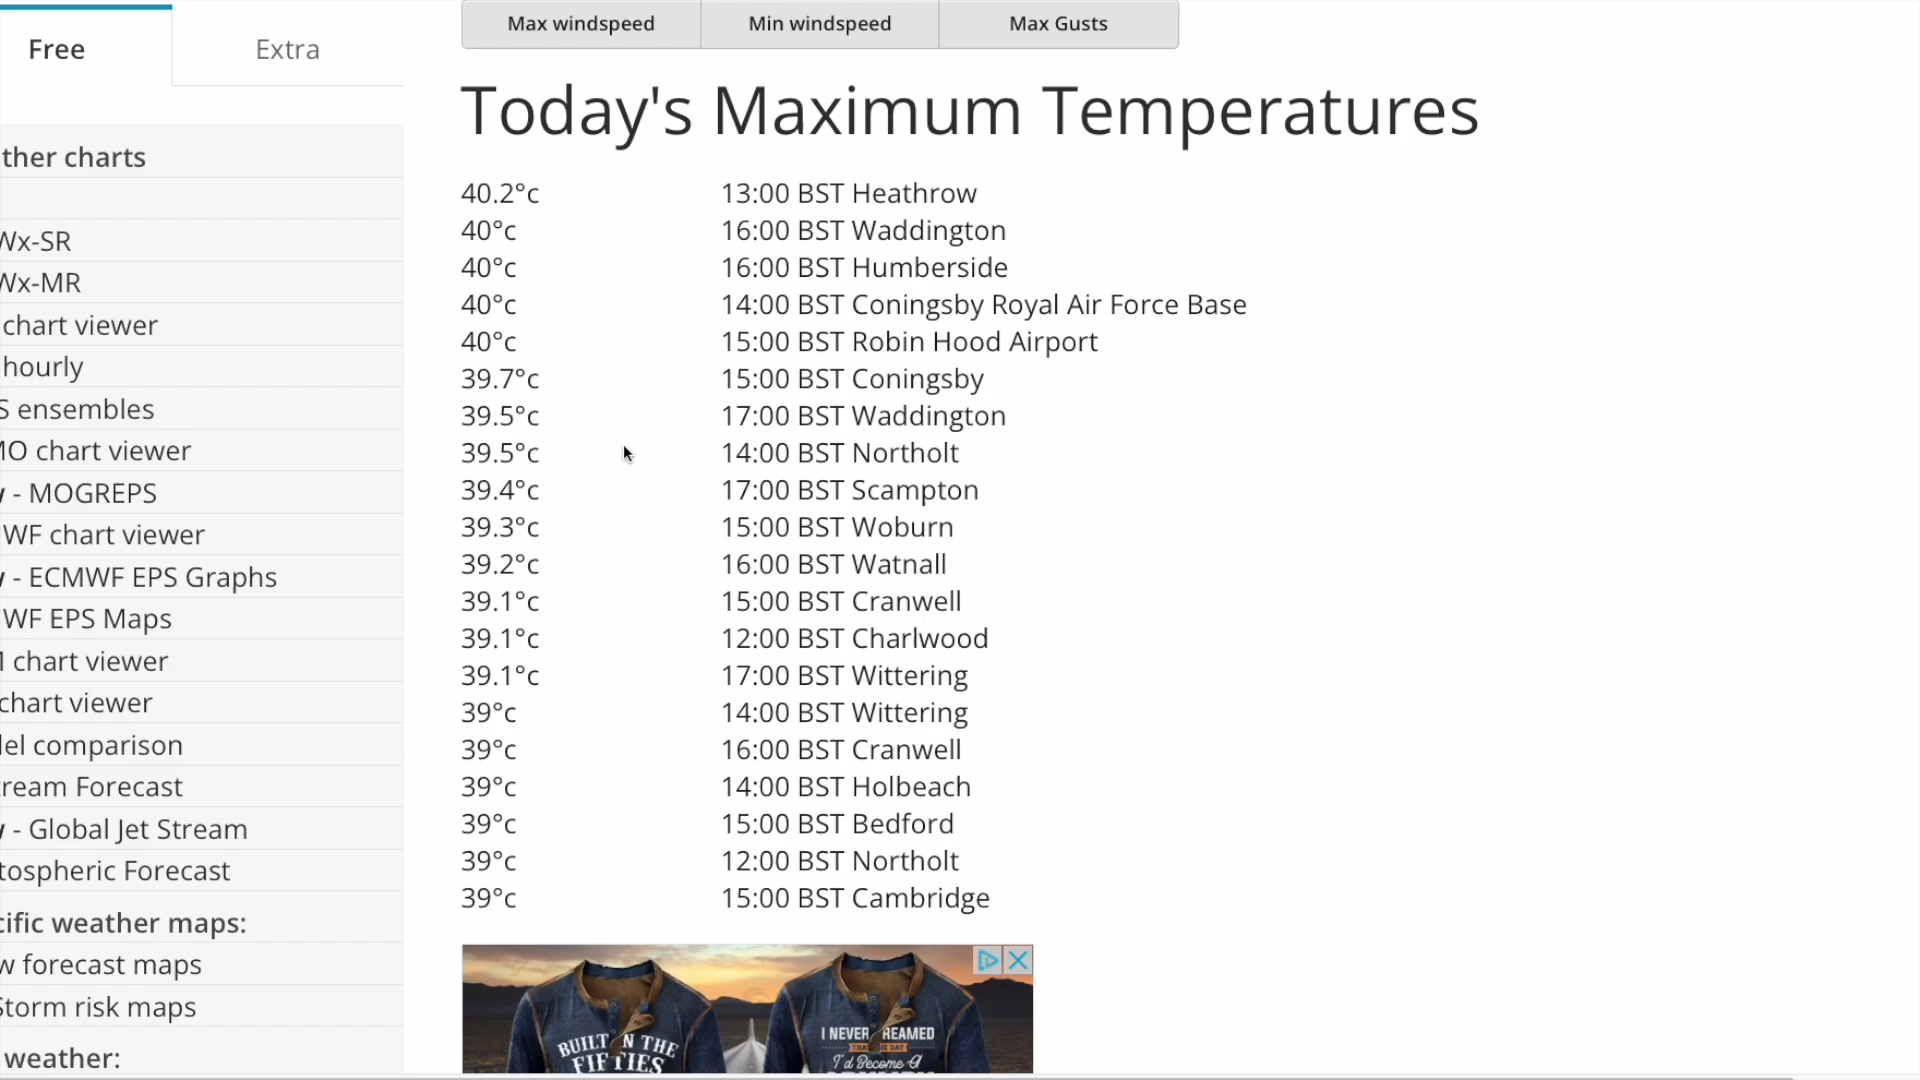 Max windspeed
Min windspeed
Max Gusts
Free
Extra
Today's Maximum Temperatures
40.2°c 13:00 BST Heathrow
40°c 16:00 BST Waddington
40°c 16:00 BST Humberside
40°c 14:00 BST Coningsby Royal Air Force Base
40°c 15:00 BST Robin Hood Airport
39.7°c 15:00 BST Coningsby
39.5°c 17:00 BST Waddington
39.5°c 14:00 BST Northolt
39.4°c 17:00 BST Scampton
39.3°c 15:00 BST Woburn
39.2°c 16:00 BST Watnall
39.1°c 15:00 BST Cranwell
39.1°c 12:00 BST Charlwood
39.1°c 17:00 BST Wittering
39°c 14:00 BST Wittering
39°c 16:00 BST Cranwell
39°c 14:00 BST Holbeach
39°c 15:00 BST Bedford
39°c 12:00 BST Northolt
39°c 15:00 BST Cambridge
ther charts
Wx-SR
Wx-MR
chart viewer
hourly
S ensembles
MO chart viewer
- MOGREPS
WF chart viewer
- ECMWF EPS Graphs
WF EPS Maps
chart viewer
chart viewer
el comparison
ream Forecast
- Global Jet Stream
tospheric Forecast
cific weather maps:
w forecast maps
Storm risk maps
weather:
BUILT N THE
FIFTIES
I NEVER REAMED
I'd Become A